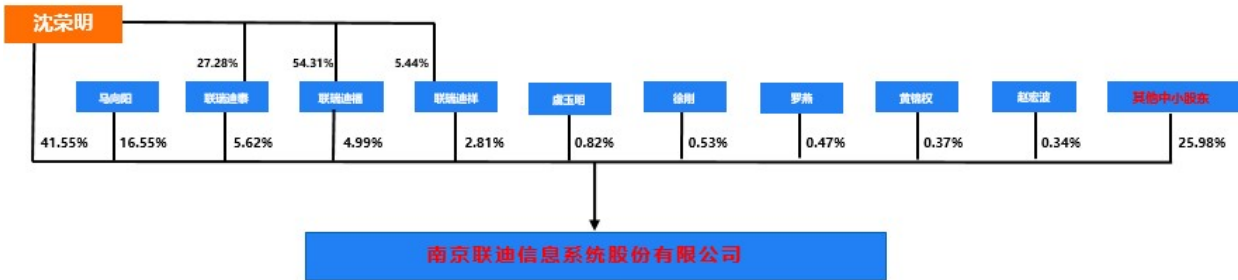 沈荣明
27.28%
54.31%
5.44%
马向阳
联瑞迪泰
联瑞迪福
联瑞迪祥
虞玉明
徐刚
罗燕
黄锦权
赵宏波
其他中小股东
41.55%
16.55%
5.62%
4.99%
2.81%
0.82%
0.53%
0.47%
0.37%
0.34%
25.98%
南京联迪信息系统股份有限公司